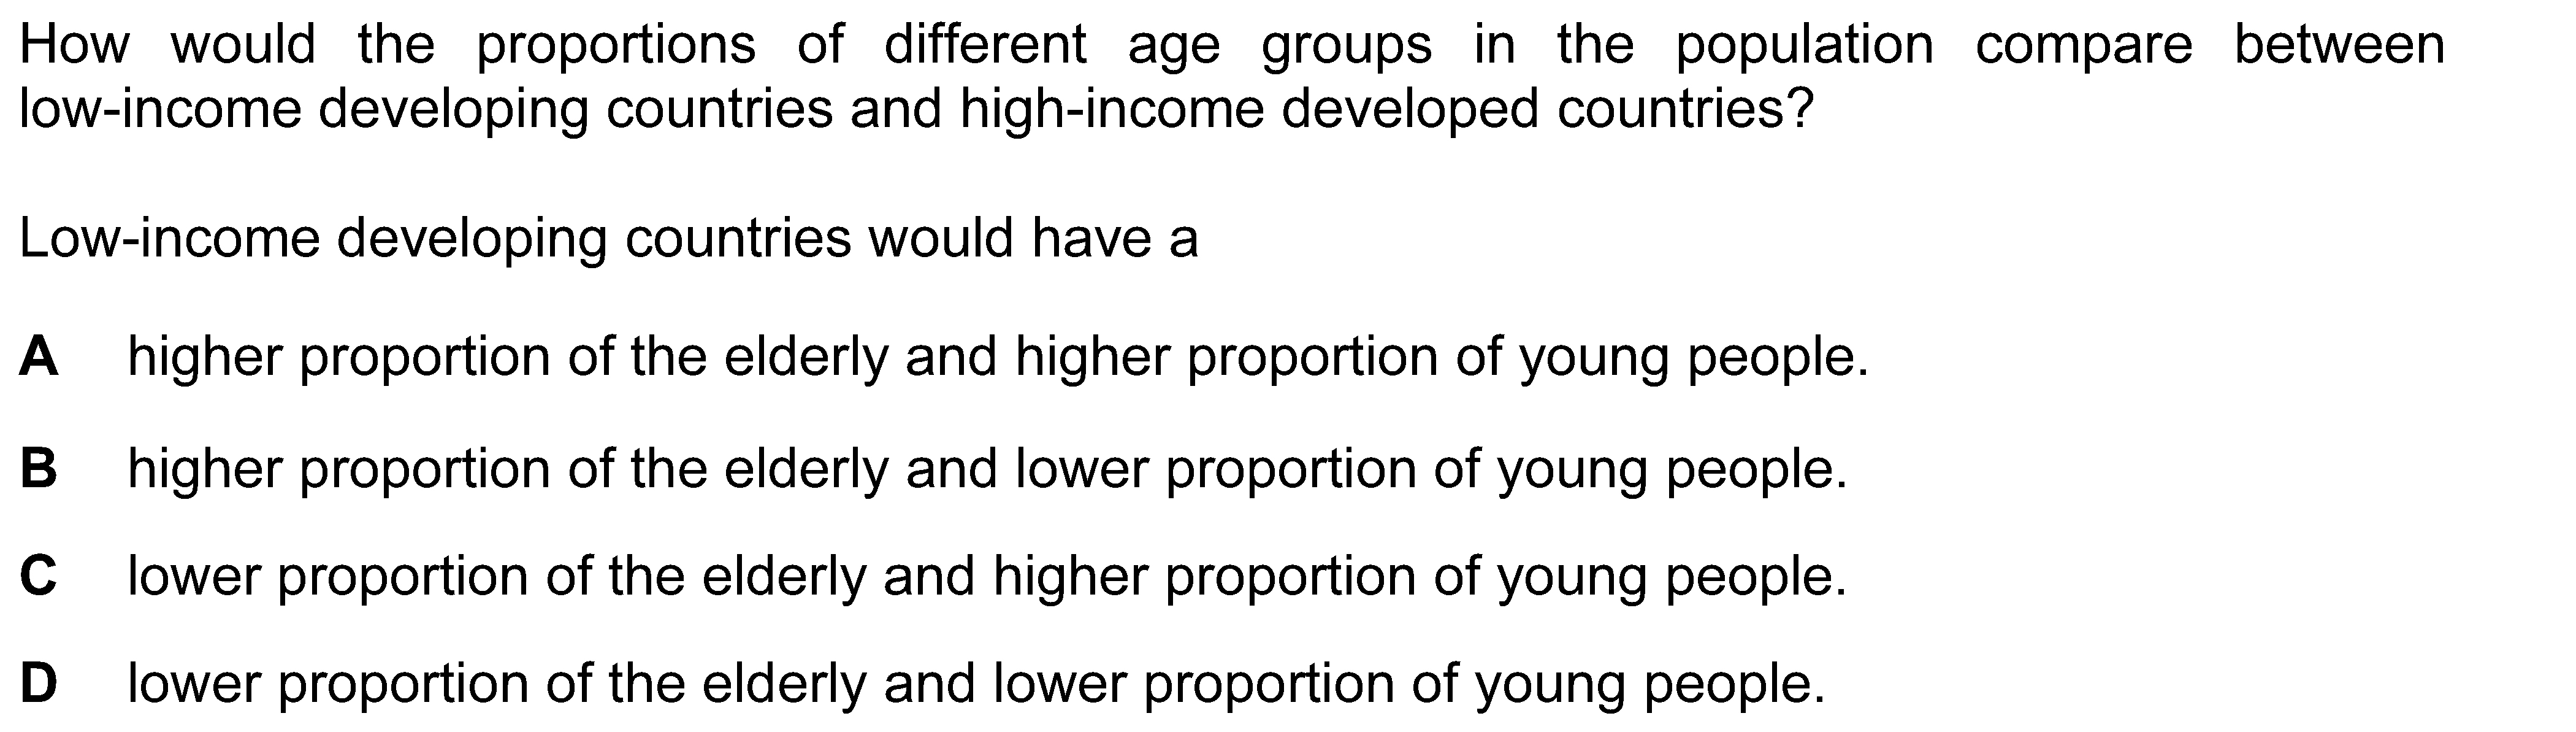 How would the proportions of different age groups in the population compare between
low-income developing countries and high-income developed countries?
Low-income developing countries would have a
A higher proportion of the elderly and higher proportion of young people.
B higher proportion of the elderly and lower proportion of young people.
C lower proportion of the elderly and higher proportion of young people.
D lower proportion of the elderly and lower proportion of young people.